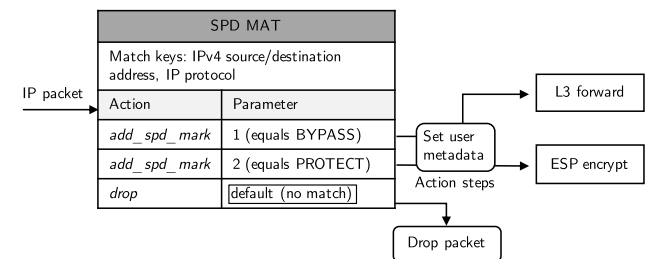 SPD MAT
Match keys: IPv4 source/destination
address, IP protocol
IP packet
Action Parameter
add_spd_mark 1 (equals BYPASS)
add_spd_mark 2 (equals PROTECT)
drop default (no match)
Set user
metadata
Action steps
L3 forward
ESP encrypt
Drop packet